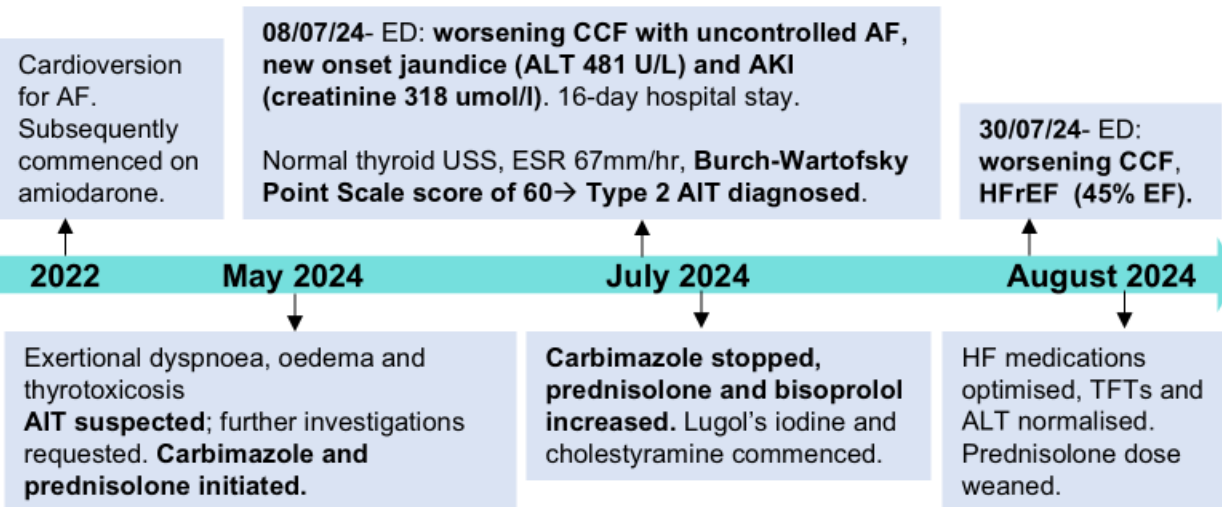 Cardioversion
for AF.
Subsequently
commenced on
amiodarone.
08/07/24- ED: worsening CCF with uncontrolled AF,
new onset jaundice (ALT 481 U/L) and AKI
(creatinine 318 umol/l). 16-day hospital stay.
Normal thyroid USS, ESR 67mm/hr, Burch-Wartofsky
Point Scale score of 60→ Type 2 AIT diagnosed.
30/07/24- ED:
worsening CCF,
HFrEF (45% EF).
2022
May 2024
July 2024
August 2024
Exertional dyspnoea, oedema and
thyrotoxicosis
AIT suspected; further investigations
requested. Carbimazole and
prednisolone initiated.
Carbimazole stopped,
prednisolone and bisoprolol
increased. Lugol's iodine and
cholestyramine commenced.
HF medications
optimised, TFTs and
ALT normalised.
Prednisolone dose
weaned.